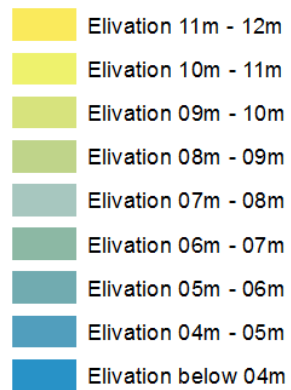 Elivation 11m - 12m
Elivation 10m - 11m
Elivation 09m - 10m
Elivation 08m - 09m
Elivation 07m - 08m
Elivation 06m - 07m
Elivation 05m - 06m
Elivation 04m - 05m
Elivation below 04m